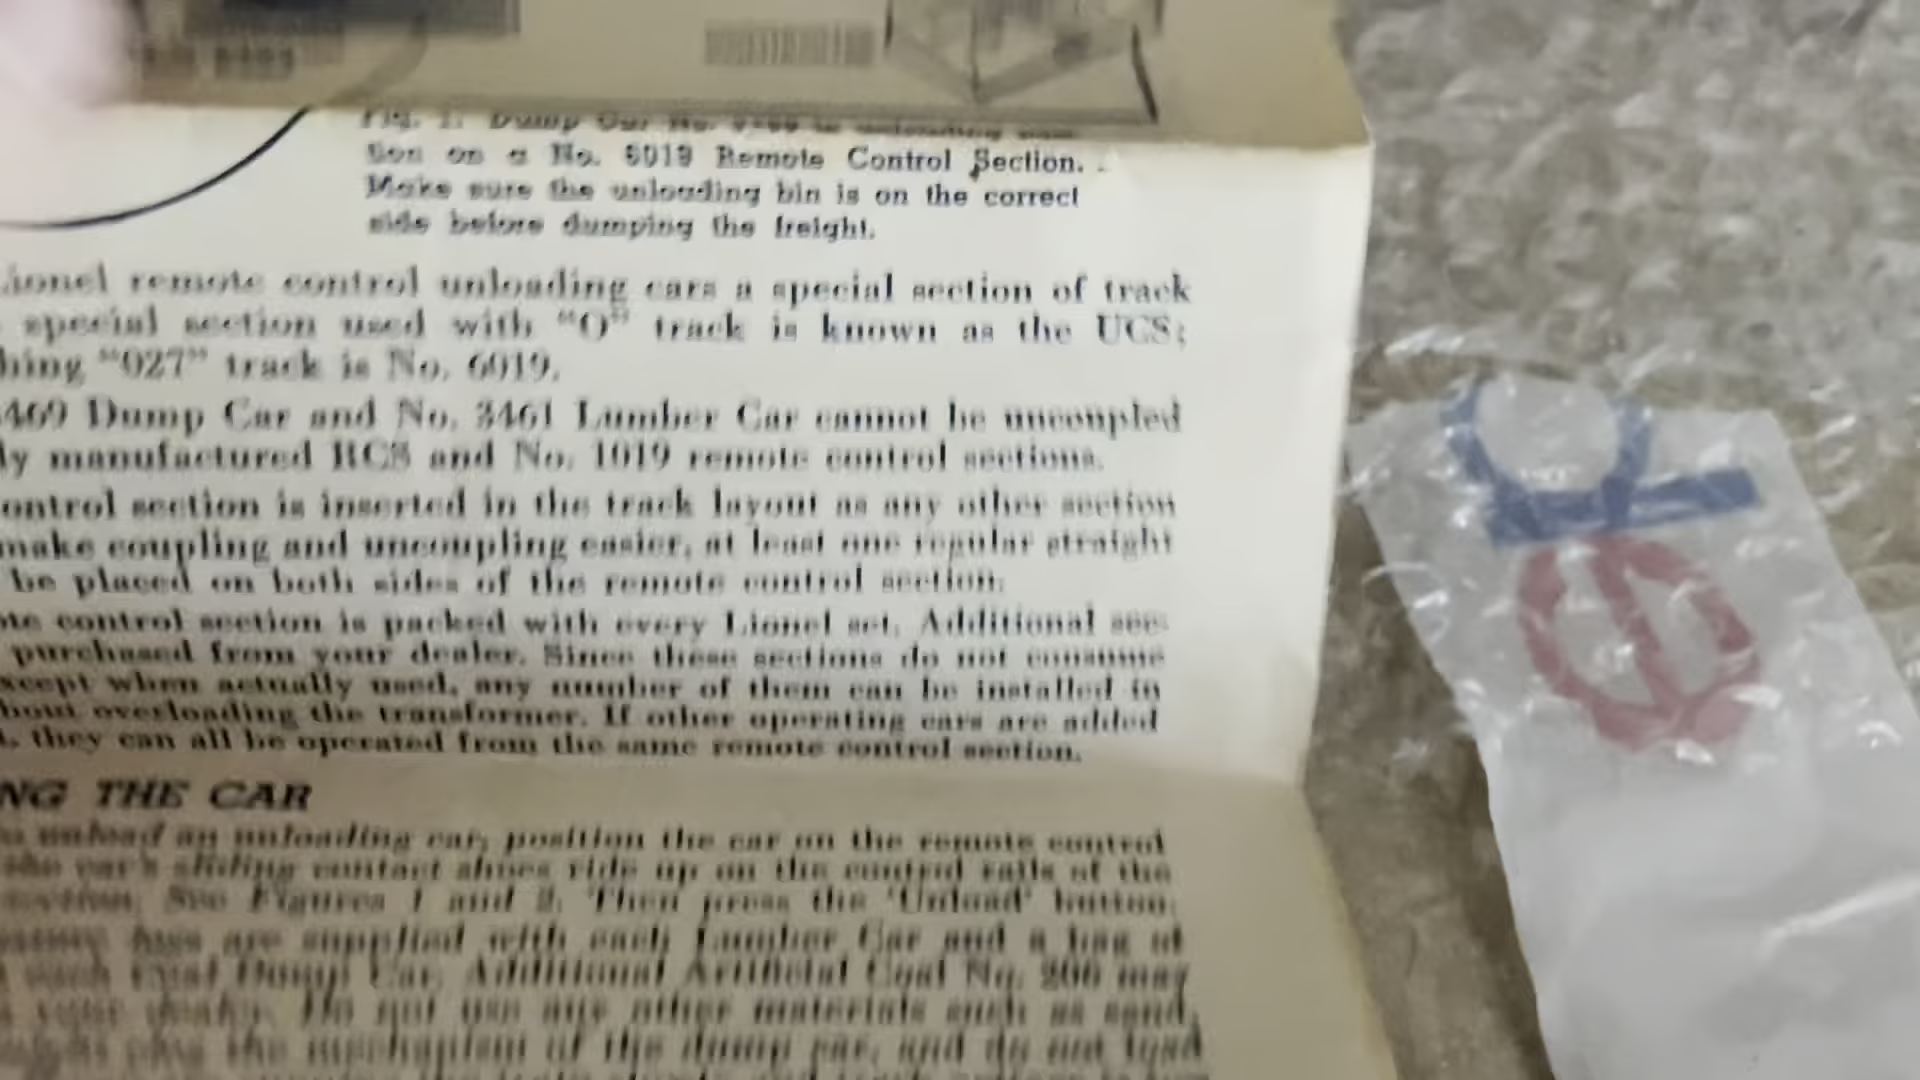 Fig. 1. Dump Car No.
tion on a No. 6019 Remote Control Section.
Make sure the unloading bin is on the correct
side before dumping the freight.
Lionel remote control unloading cars a special section of track
special section used with "O" track is known as the UCS;
hing "027" track is No. 6019.
469 Dump Car and No. 3461 Lumber Car cannot be uncoupled
ly manufactured RCS and No. 1019 remote control sections.
ontrol section is inserted in the track layout as any other section
make coupling and uncoupling easier, at least one regular straight
be placed on both sides of the remote control section.
ote control section is packed with every Lionel set. Additional sec-
purchased from your dealer. Since these sections do not consume
xcept when actually used, any number of them can be installed in
hout overloading the transformer. If other operating cars are added
they can all be operated from the same remote control section.
NG THE CAR
o unload an unloading car, position the car on the remote control
the car's sliding contact shoes ride up on the control rails of the
section. See Figures 1 and 2. Then press the 'Unload' button.
are supplied with each Lumber Car and a bag of
each Coal Dump Car. Additional Artificial Coal No. 206 may
your dealer. Do not use any other materials such as sand,
the mechanism of the dump car, and do not load